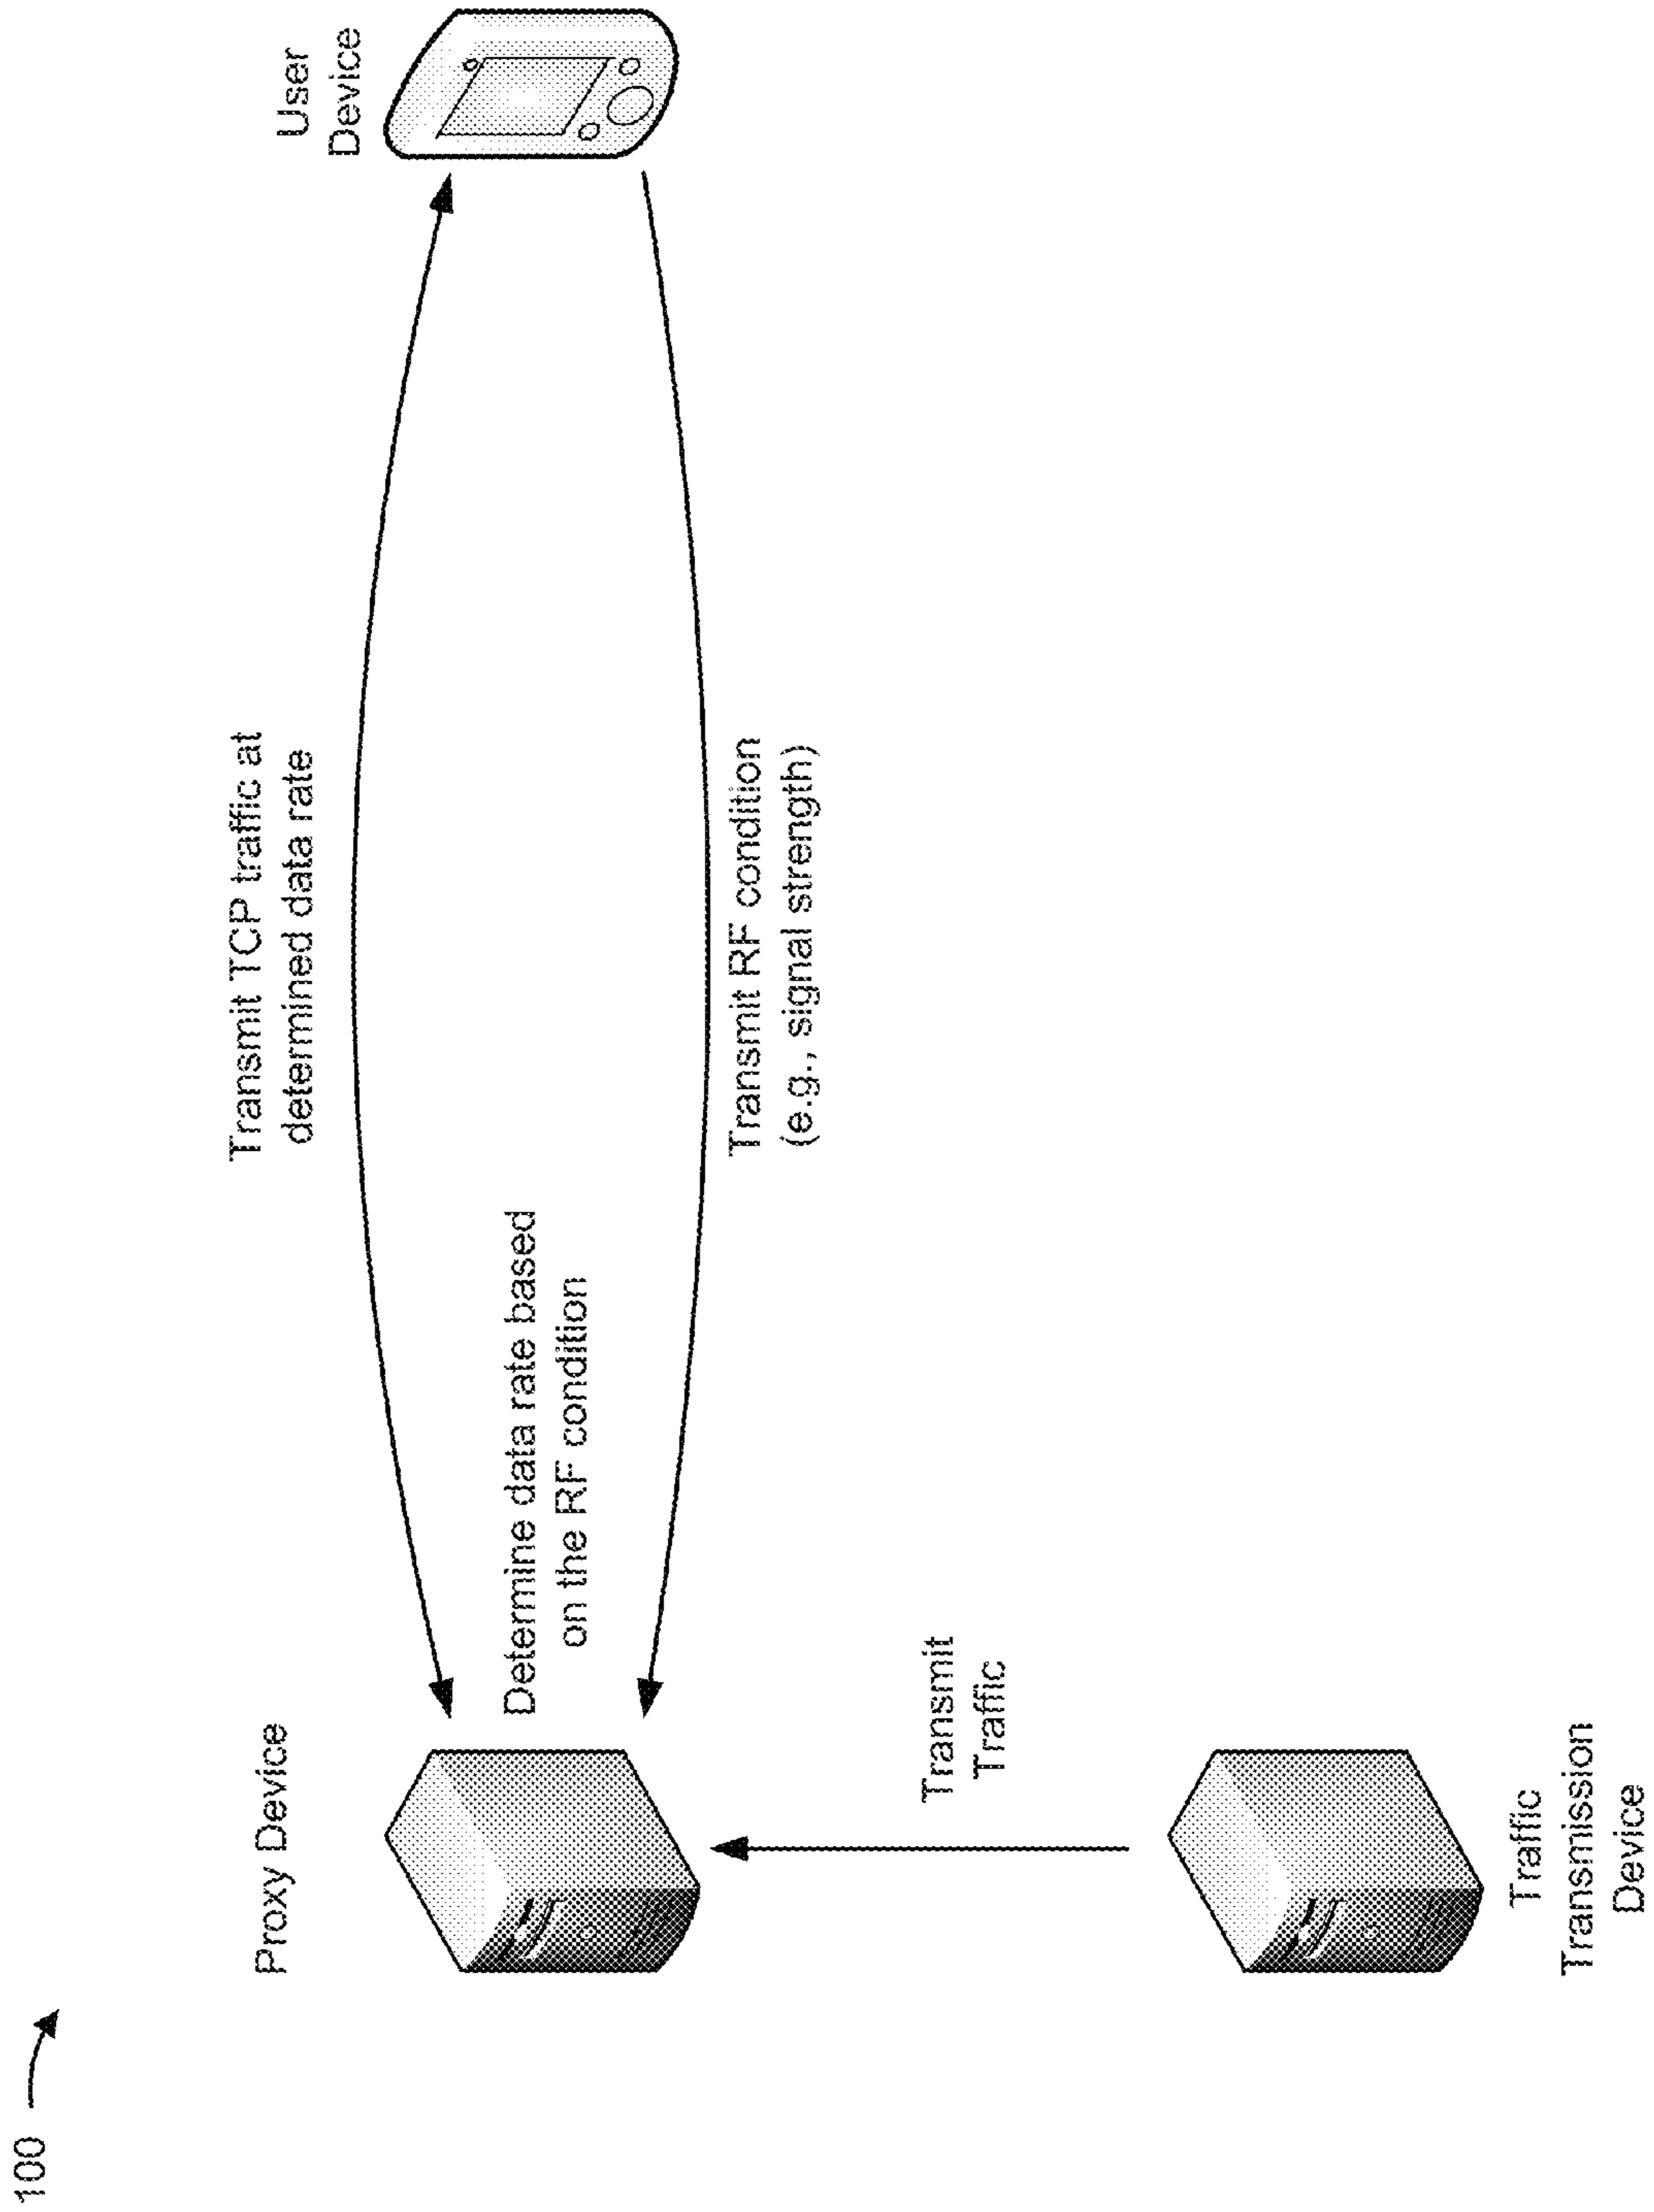 100
Transmit TCP traffic at
determined data rate
Proxy Device
User
Device
Determine data rate based
on the RF condition
Transmit RF condition
(e.g., signal strength)
Transmit
Traffic
Traffic
Transmission
Device